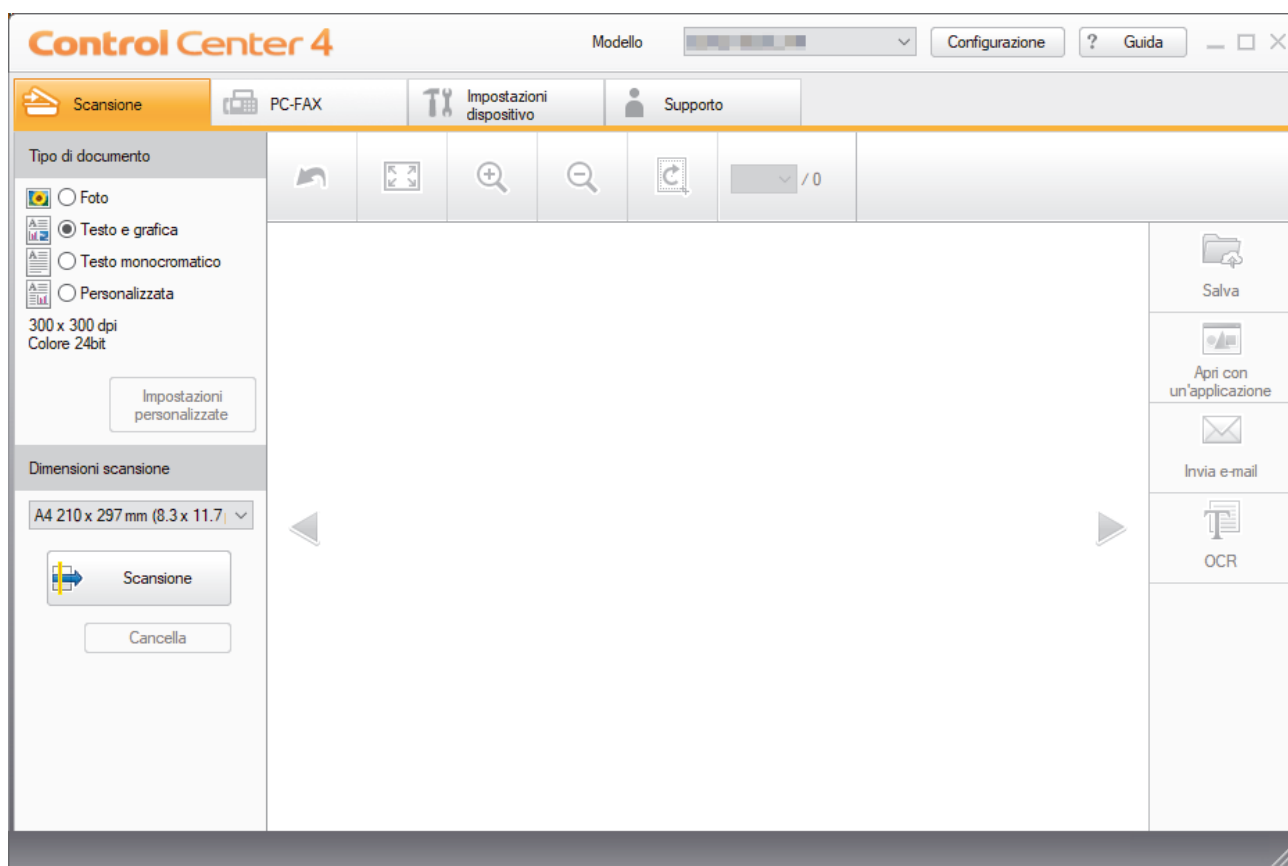 Control Center 4
Modello
Configurazione
? Guida
Scansione
PC-FAX
Impostazioni
dispositivo
Supporto
Tipo di documento
/ 0
Foto
Testo e grafica
Testo monocromatico
Personalizzata
300 x 300 dpi
Colore 24bit
Impostazioni
personalizzate
Dimensioni scansione
A4 210 x 297 mm (8.3 x 11.7
Scansione
Cancella
Salva
Apri con
un'applicazione
Invia e-mail
OCR